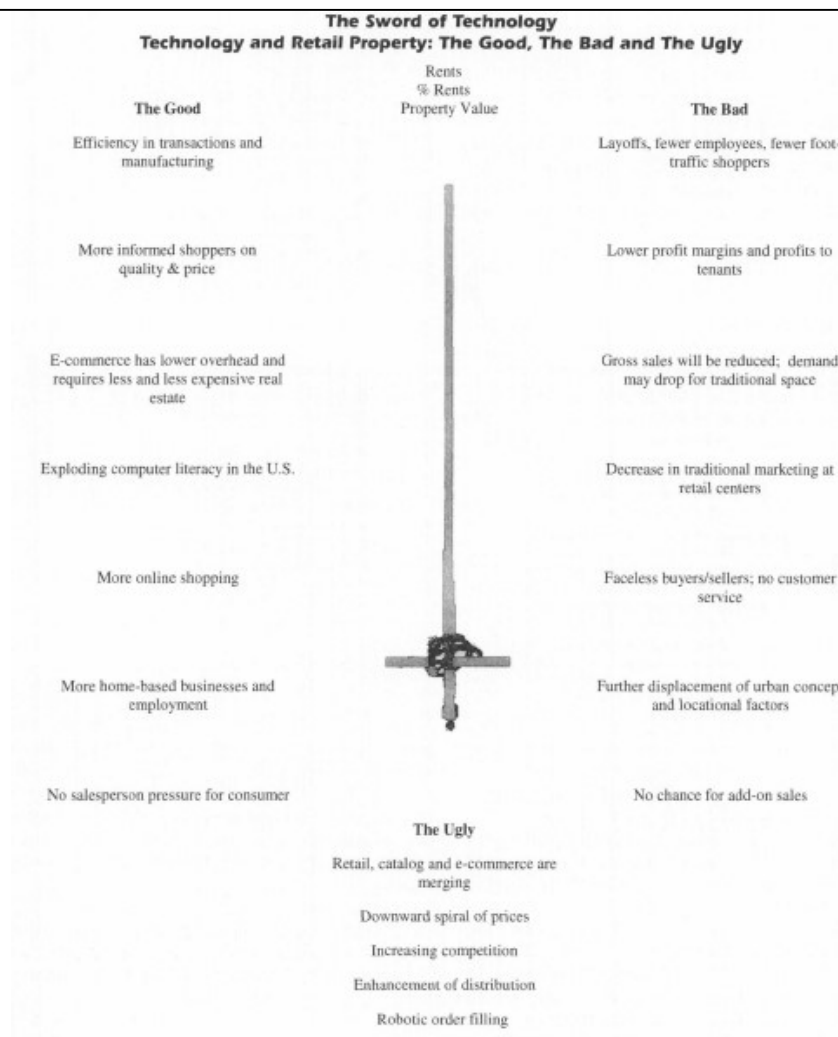 The Sword of Technology
Technology and Retail Property: The Good, The Bad and The Ugly
Rents
% Rents
Property Value
The Good
Efficiency in transactions and
manufacturing
More informed shoppers on
quality & price
E-commerce has lower overhead and
requires less and less expensive real
estate
Exploding computer literacy in the U.S.
More online shopping
More home-based businesses and
employment
No salesperson pressure for consumer
The Bad
Layoffs, fewer employees, fewer foot-
traffic shoppers
Lower profit margins and profits to
tenants
Gross sales will be reduced; demand
may drop for traditional space
Decrease in traditional marketing at
retail centers
Faceless buyers/sellers; no customer
service
Further displacement of urban concep
and locational factors
No chance for add-on sales
The Ugly
Retail, catalog and e-commerce are
merging
Downward spiral of prices
Increasing competition
Enhancement of distribution
Robotic order filling